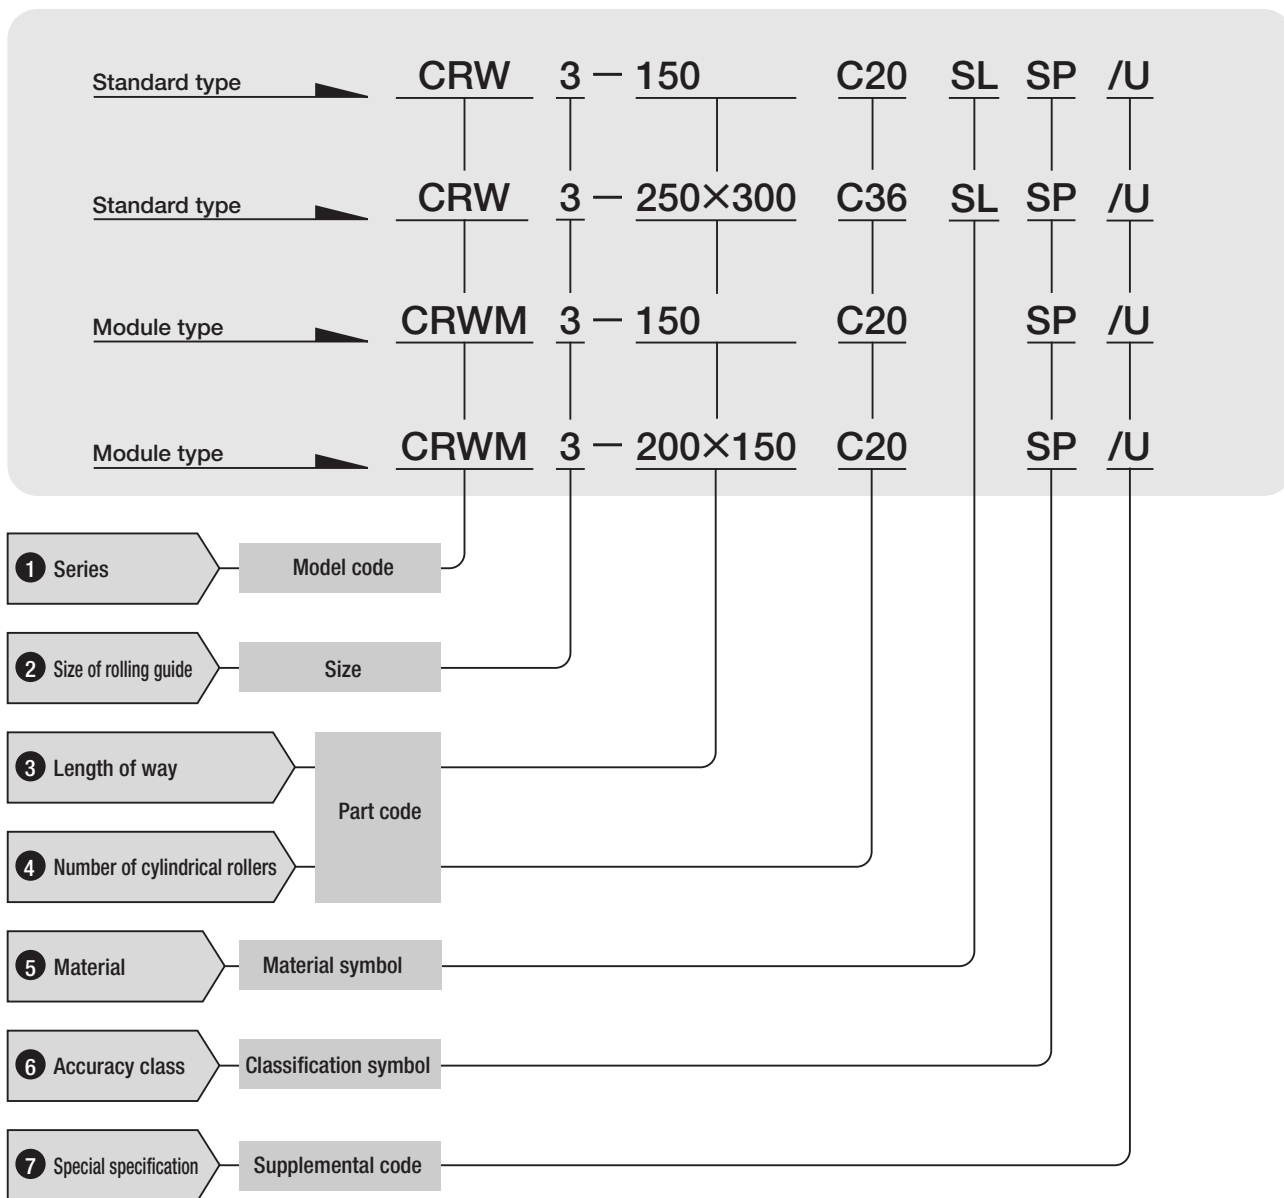 Standard type CRW 3 — 150 C20 SL SP /U
Standard type CRW 3 — 250×300 C36 SL SP /U
Module type CRWM 3 — 150 C20 SP /U
Module type CRWM 3 — 200×150 C20 SP /U
1 Series Model code
2 Size of rolling guide Size
3 Length of way
Part code
4 Number of cylindrical rollers
5 Material Material symbol
6 Accuracy class Classification symbol
7 Special specification Supplemental code